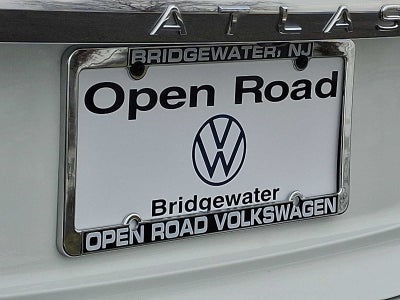 ATLAS
BRIDGEWATER, NJ
Open Road
Bridgewater
OPEN ROAD VOLKSWAGEN